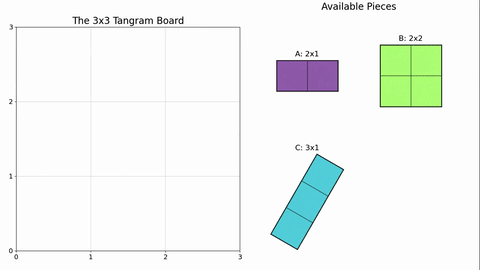 Available Pieces
The 3x3 Tangram Board
B: 2x2
A: 2x1
C: 3x1
3
2
1
0
0 1 2 3